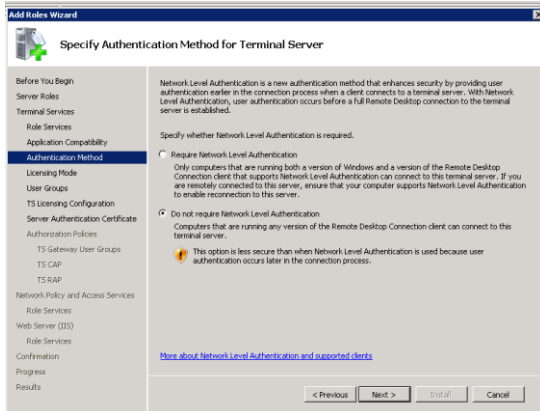 Add Roles Wizard
Specify Authentication Method for Terminal Server
Before You Begin
Server Roles
Terminal Services
Role Services
Application Compatibility
Authentication Method
Licensing Mode
User Groups
TS Licensing Configuration
Server Authentication Certificate
Authorization Policies
TS Gateway User Groups
TS CAP
TS RAP
Network Policy and Access Services
Role Services
Web Server (IIS)
Role Services
Confirmation
Progress
Results
Network Level Authentication is a new authentication method that enhances security by providing user
authentication earlier in the connection process when a client connects to a terminal server. With Network
Level Authentication, user authentication occurs before a full Remote Desktop connection to the terminal
server is established.
Specify whether Network Level Authentication is required.
Require Network Level Authentication
Only computers that are running both a version of Windows and a version of the Remote Desktop
Connection client that supports Network Level Authentication can connect to this terminal server. If you
are remotely connected to this server, ensure that your computer supports Network Level Authentication
to enable reconnection to this server.
Do not require Network Level Authentication
Computers that are running any version of the Remote Desktop Connection client can connect to this
terminal server.
This option is less secure than when Network Level Authentication is used because user
authentication occurs later in the connection process.
More about Network Level Authentication and supported clients
< Previous
Next >
Install
Cancel